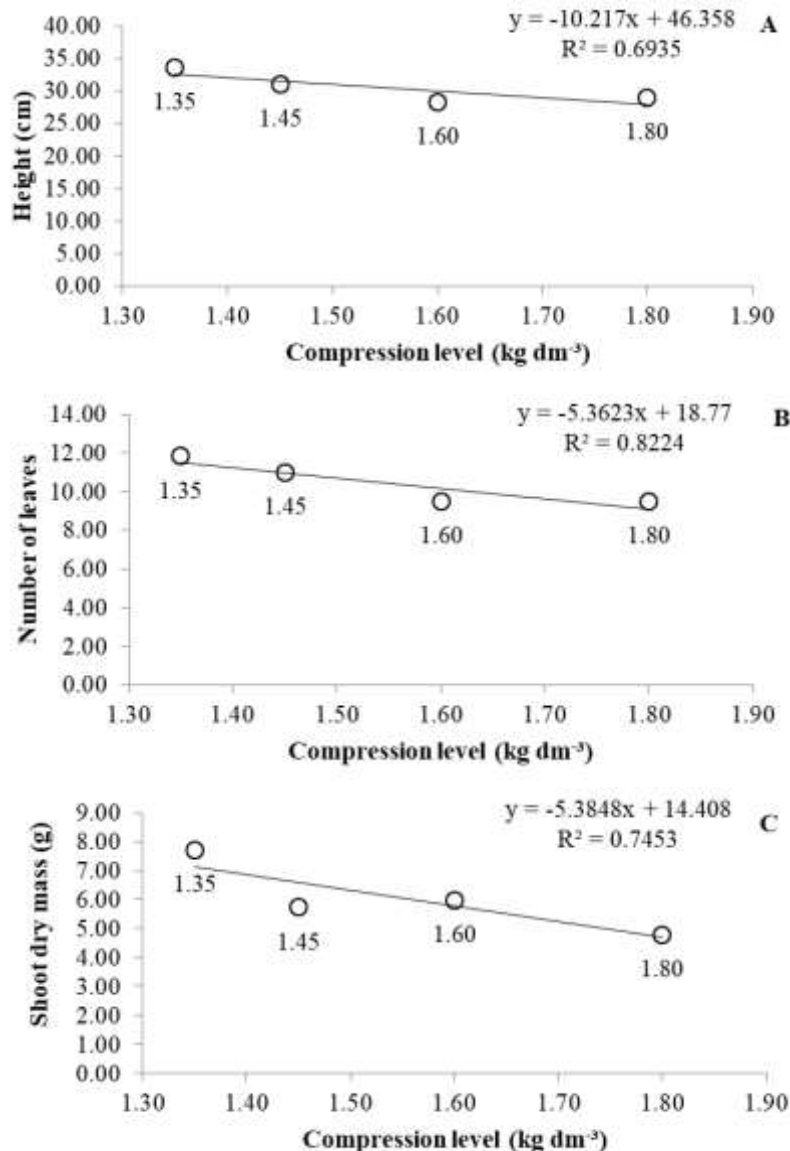 y = -10.217x + 46.358 A
R² = 0.6935
40.00
35.00
30.00
25.00
20.00
15.00
10.00
5.00
0.00
Height (cm)
1.35
1.45
1.60
1.80
1.30 1.40 1.50 1.60 1.70 1.80 1.90
Compression level (kg dm⁻³)
y = -5.3623x + 18.77 B
R² = 0.8224
14.00
12.00
10.00
8.00
6.00
4.00
2.00
0.00
Number of leaves
1.35
1.45
1.60
1.80
1.30 1.40 1.50 1.60 1.70 1.80 1.90
Compression level (kg dm⁻³)
y = -5.3848x + 14.408 C
R² = 0.7453
9.00
8.00
7.00
6.00
5.00
4.00
3.00
2.00
1.00
0.00
Shoot dry mass (g)
1.35
1.45
1.60
1.80
1.30 1.40 1.50 1.60 1.70 1.80 1.90
Compression level (kg dm⁻³)